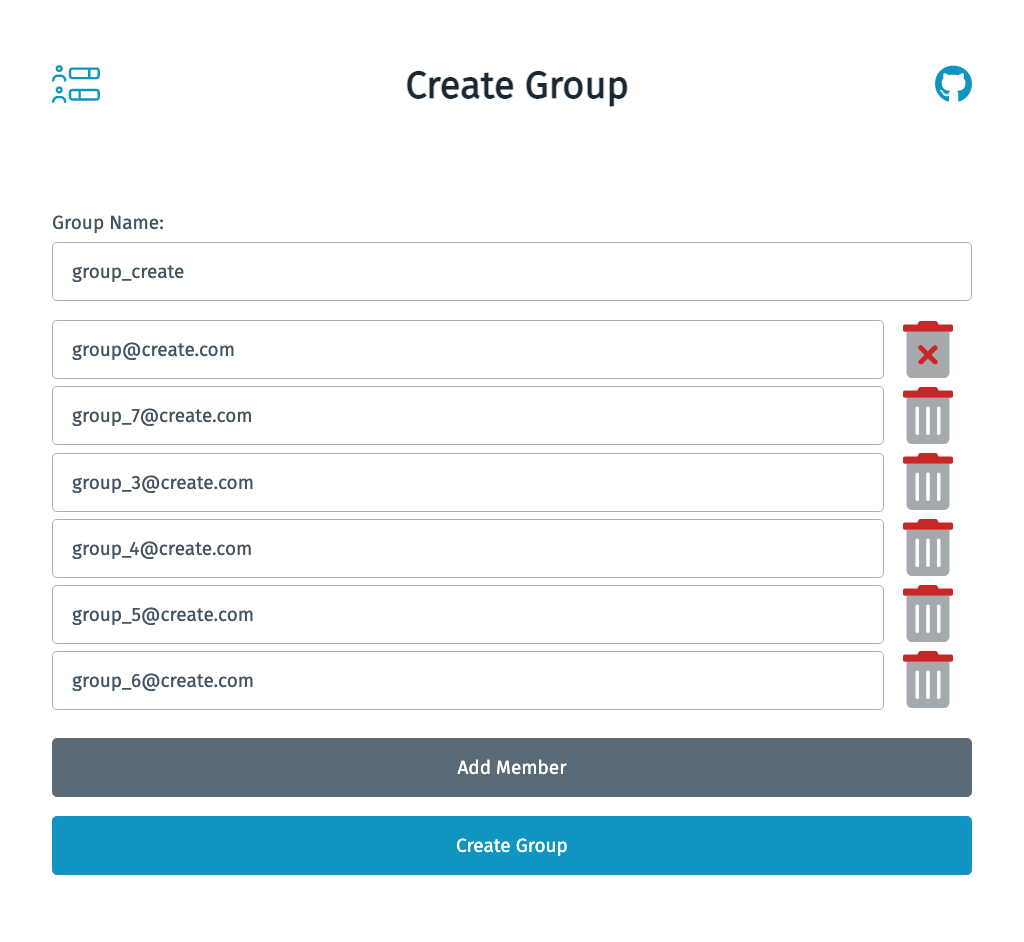 Create Group
Group Name:
group_create
group@create.com
group_7@create.com
group_3@create.com
group_4@create.com
group_5@create.com
group_6@create.com
Add Member
Create Group